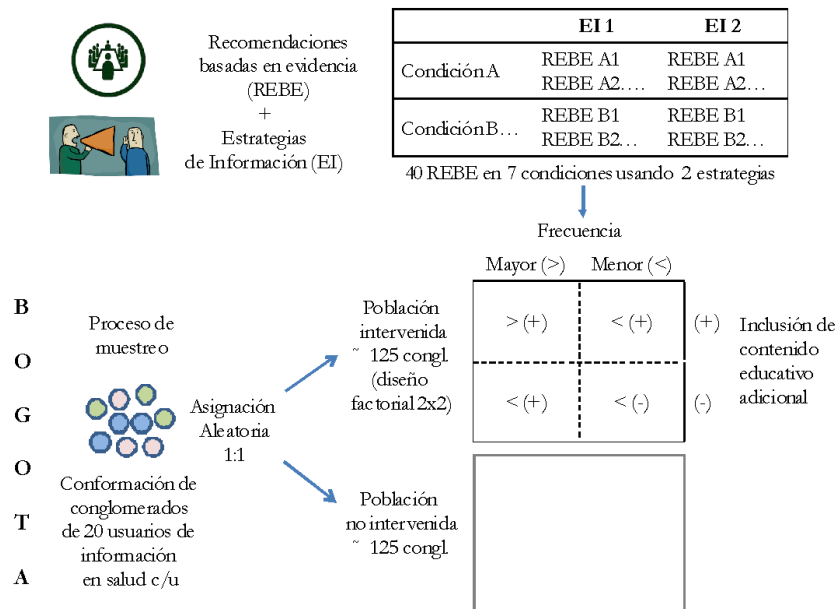 Recomendaciones
basadas en evidencia
(REBE)
+
Estrategias
de Información (EI)
EI 1 EI 2
Condición A
REBE A1 REBE A1
REBE A2.... REBE A2...
Condición B...
REBE B1 REBE B1
REBE B2... REBE B2...
40 REBE en 7 condiciones usando 2 estrategias
Frecuencia
Mayor (>) Menor (<)
> (+) < (+) (+)
< (+) < (-) (-)
Inclusión de
contenido
educativo
adicional
B
O
G
O
T
A
Proceso de
muestreo
Conformación de
conglomerados
de 20 usuarios de
información
en salud c/u
Asignación
Aleatoria
1:1
Población
intervenida
~ 125 congl.
(diseño
factorial 2x2)
Población
no intervenida
~ 125 congl.